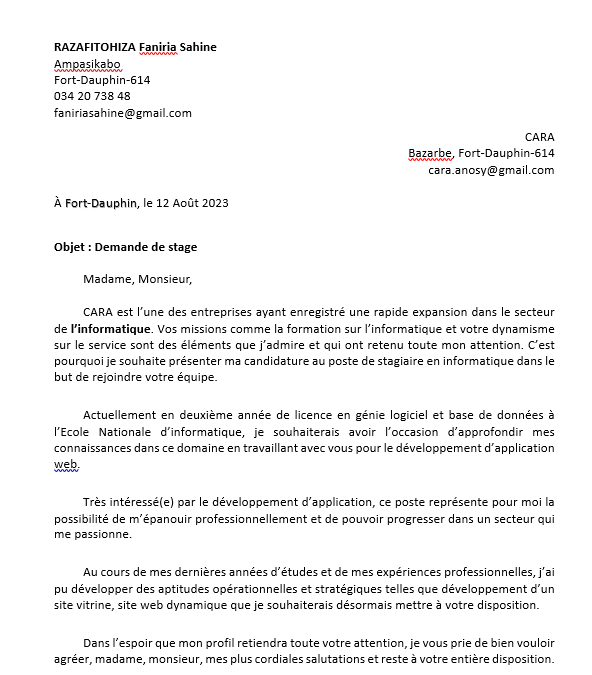 RAZAFITOHIZA Faniria Sahine
Ampasikabo
Fort-Dauphin-614
034 20 738 48
faniriasahine@gmail.com
CARA
Bazarbe, Fort-Dauphin-614
cara.anosy@gmail.com
À Fort-Dauphin, le 12 Août 2023
Objet : Demande de stage
Madame, Monsieur,
CARA est l’une des entreprises ayant enregistré une rapide expansion dans le secteur
de l’informatique. Vos missions comme la formation sur l’informatique et votre dynamisme
sur le service sont des éléments que j’admire et qui ont retenu toute mon attention. C’est
pourquoi je souhaite présenter ma candidature au poste de stagiaire en informatique dans le
but de rejoindre votre équipe.
Actuellement en deuxième année de licence en génie logiciel et base de données à
l’Ecole Nationale d’informatique, je souhaiterais avoir l’occasion d’approfondir mes
connaissances dans ce domaine en travaillant avec vous pour le développement d’application
web.
Très intéressé(e) par le développement d’application, ce poste représente pour moi la
possibilité de m’épanouir professionnellement et de pouvoir progresser dans un secteur qui
me passionne.
Au cours de mes dernières années d’études et de mes expériences professionnelles, j’ai
pu développer des aptitudes opérationnelles et stratégiques telles que développement d’un
site vitrine, site web dynamique que je souhaiterais désormais mettre à votre disposition.
Dans l’espoir que mon profil retiendra toute votre attention, je vous prie de bien vouloir
agréer, madame, monsieur, mes plus cordiales salutations et reste à votre entière disposition.